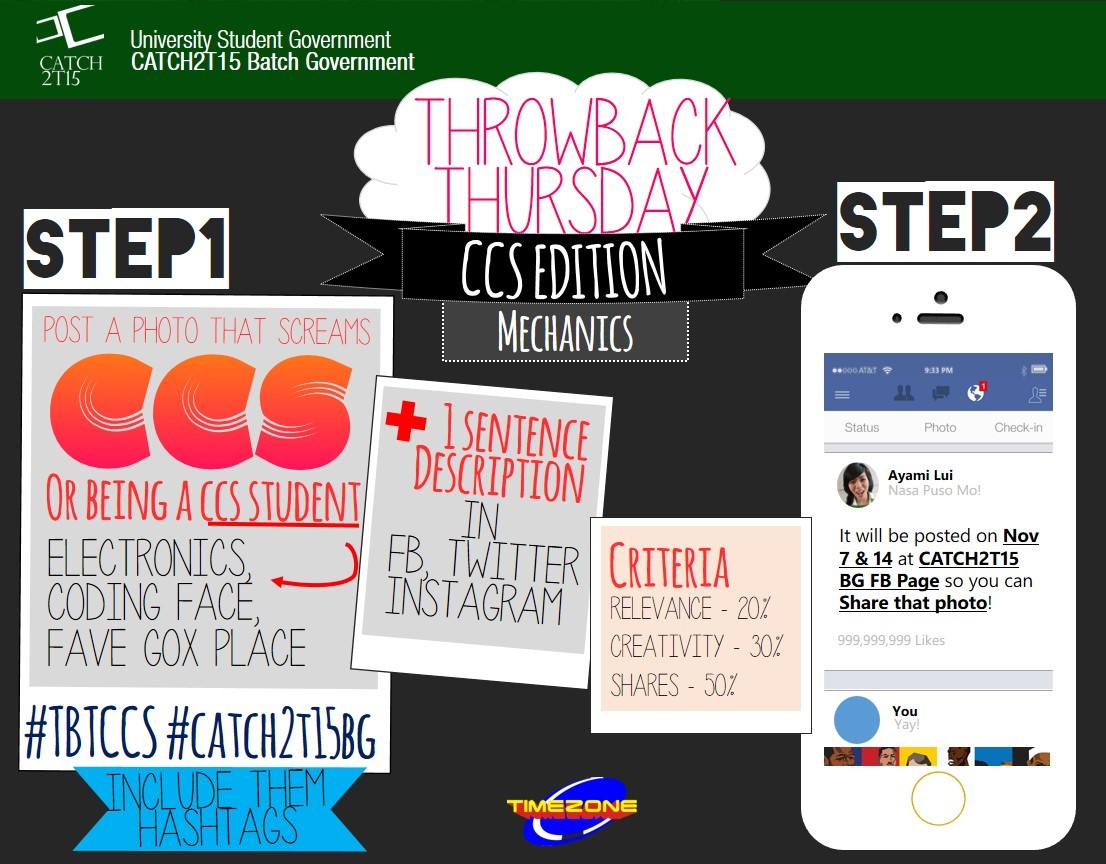 CATCH
2T15
University Student Government
CATCH2T15 Batch Government
THROWBACK
THURSDAY
CCS EDITION
MECHANICS
STEP1
POST A PHOTO THAT SCREAMS
CCS
OR BEING A CCS STUDENT
ELECTRONICS,
CODING FACE,
FAVE GOX PLACE
#TBTCCS #CATCH2T15BG
INCLUDE THEM
HASHTAGS
+ 1 SENTENCE
DESCRIPTION
IN
FB, TWITTER
INSTAGRAM
CRITERIA
RELEVANCE - 20%
CREATIVITY - 30%
SHARES - 50%
TIMEZONE
STEP2
AT&T 9:33 PM
1
Status Photo Check-in
Ayami Lui
Nasa Puso Mo!
It will be posted on Nov
7 & 14 at CATCH2T15
BG FB Page so you can
Share that photo!
999,999,999 Likes
You
Yay!